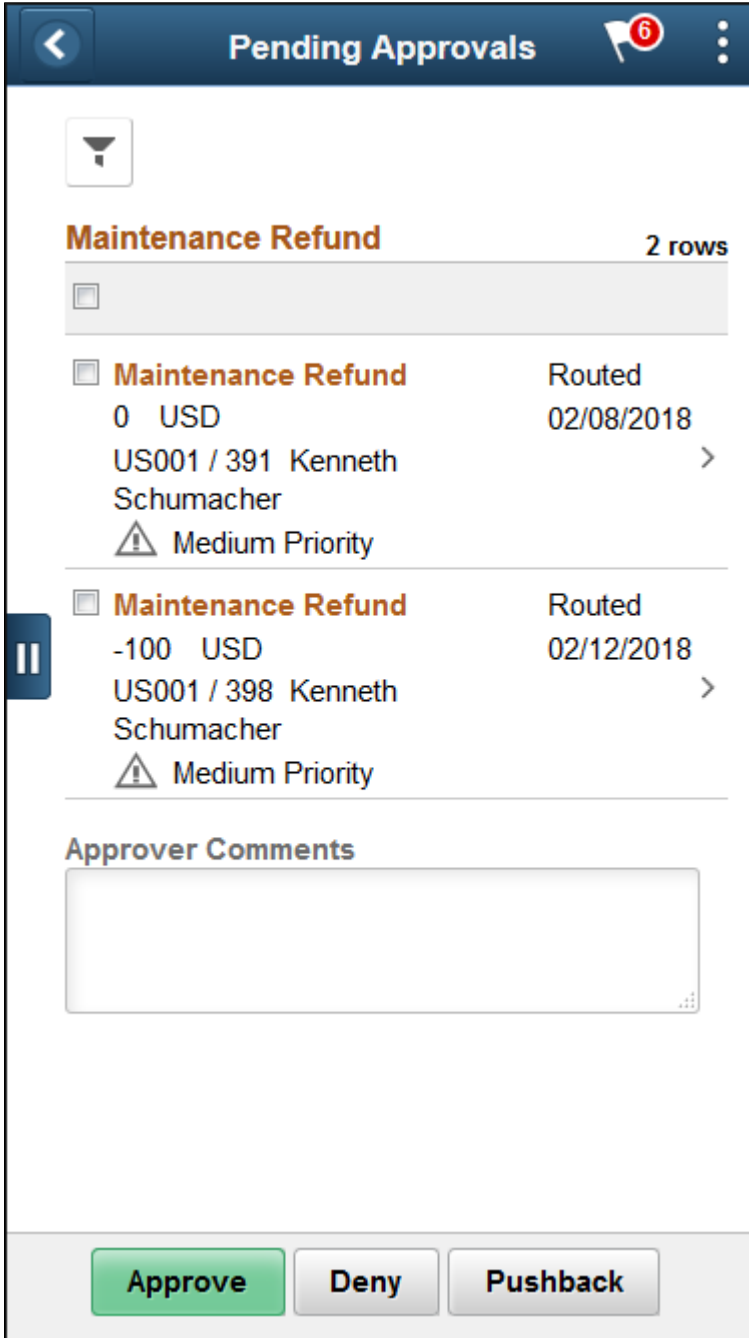 Pending Approvals 6
Maintenance Refund 2 rows
Maintenance Refund Routed
0 USD 02/08/2018
US001 / 391 Kenneth
Schumacher
Medium Priority
Maintenance Refund Routed
-100 USD 02/12/2018
US001 / 398 Kenneth
Schumacher
Medium Priority
Approver Comments
Approve Deny Pushback